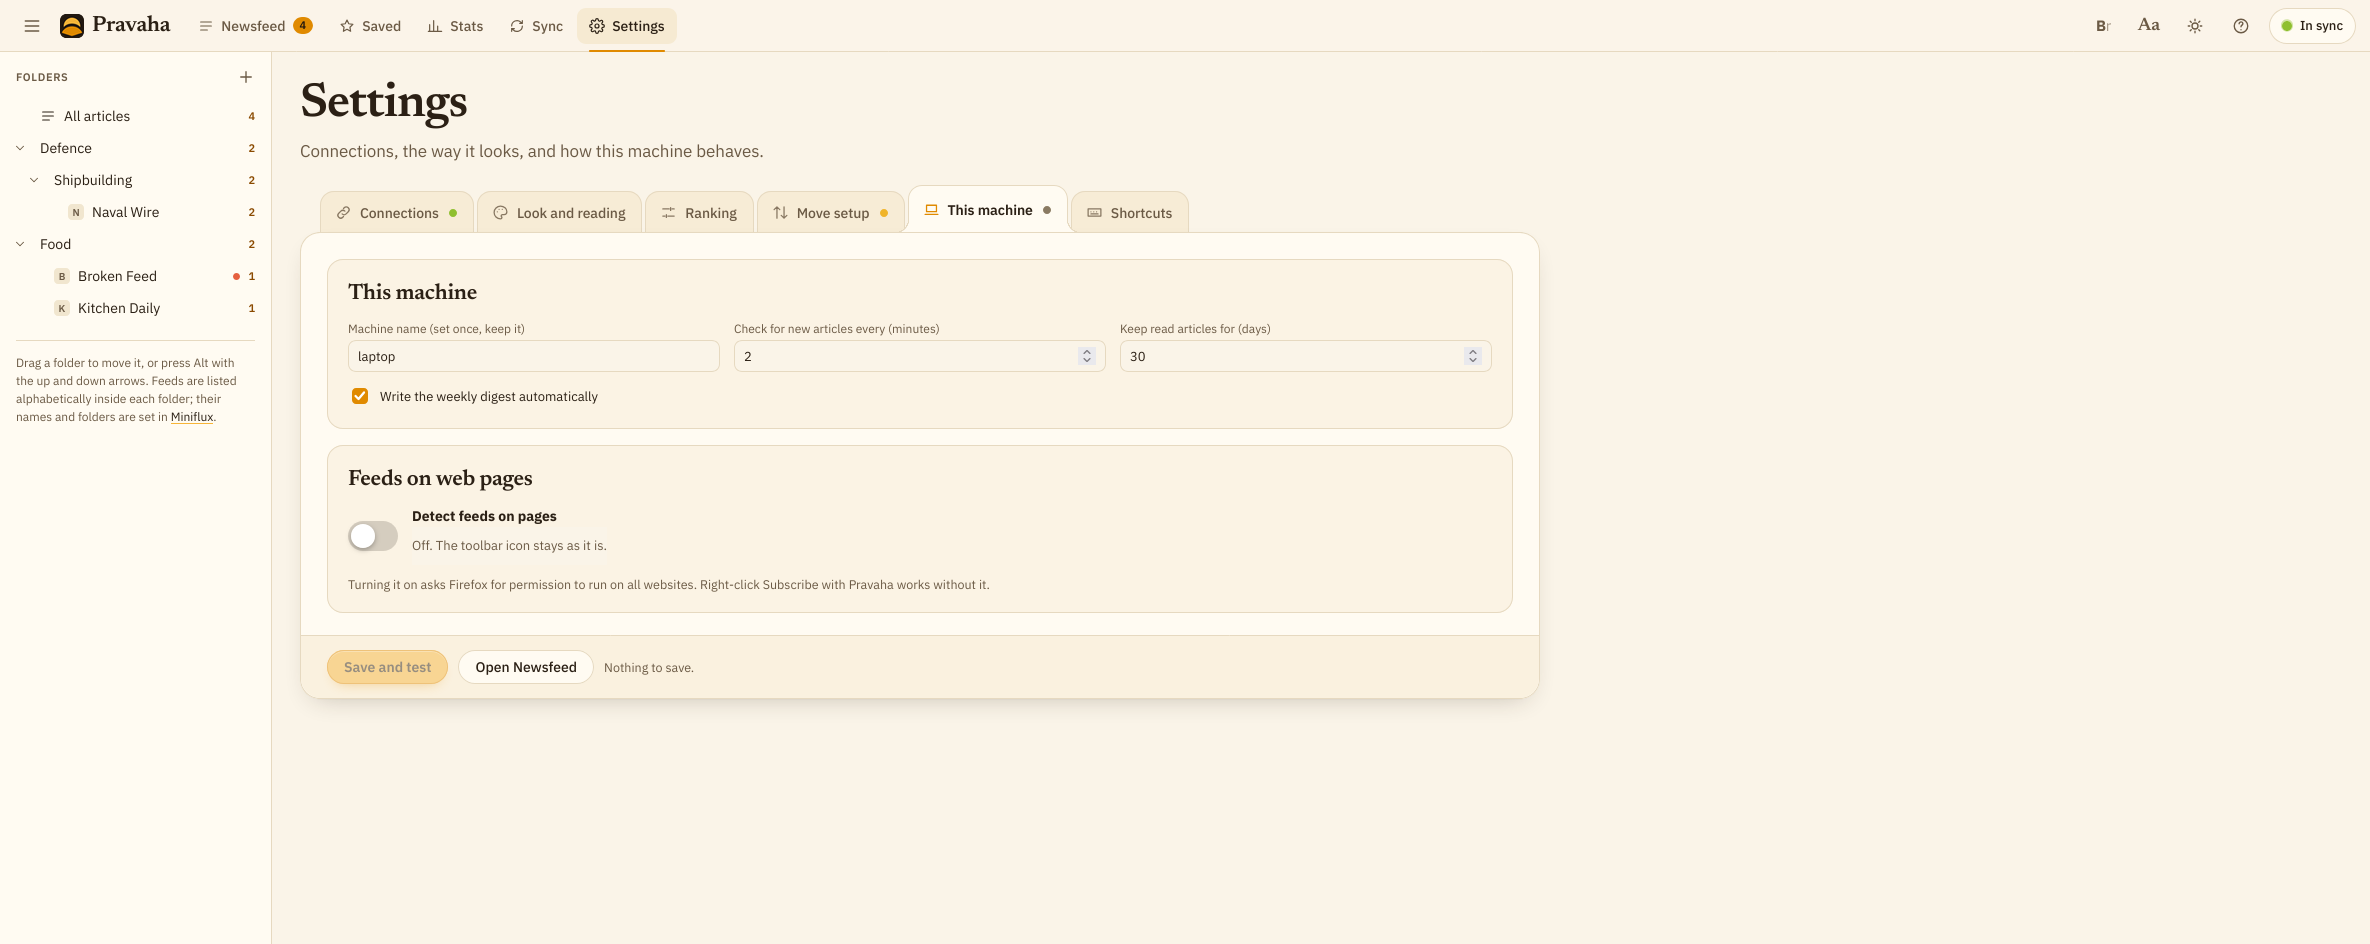 Pravaha
Newsfeed 4
Saved
Stats
Sync
Settings
Br
Aa
In sync
FOLDERS
All articles 4
Defence 2
Shipbuilding 2
N Naval Wire 2
Food 2
B Broken Feed 1
K Kitchen Daily 1
Drag a folder to move it, or press Alt with
the up and down arrows. Feeds are listed
alphabetically inside each folder; their
names and folders are set in Miniflux.
Settings
Connections, the way it looks, and how this machine behaves.
Connections
Look and reading
Ranking
Move setup
This machine
Shortcuts
This machine
Machine name (set once, keep it)
laptop
Check for new articles every (minutes)
2
Keep read articles for (days)
30
Write the weekly digest automatically
Feeds on web pages
Detect feeds on pages
Off. The toolbar icon stays as it is.
Turning it on asks Firefox for permission to run on all websites. Right-click Subscribe with Pravaha works without it.
Save and test
Open Newsfeed
Nothing to save.